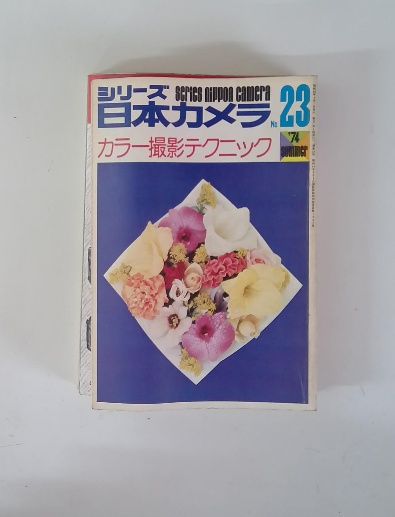 シリーズ series nippon camera
日本カメラ No. 23
カラー撮影テクニック '74
summer